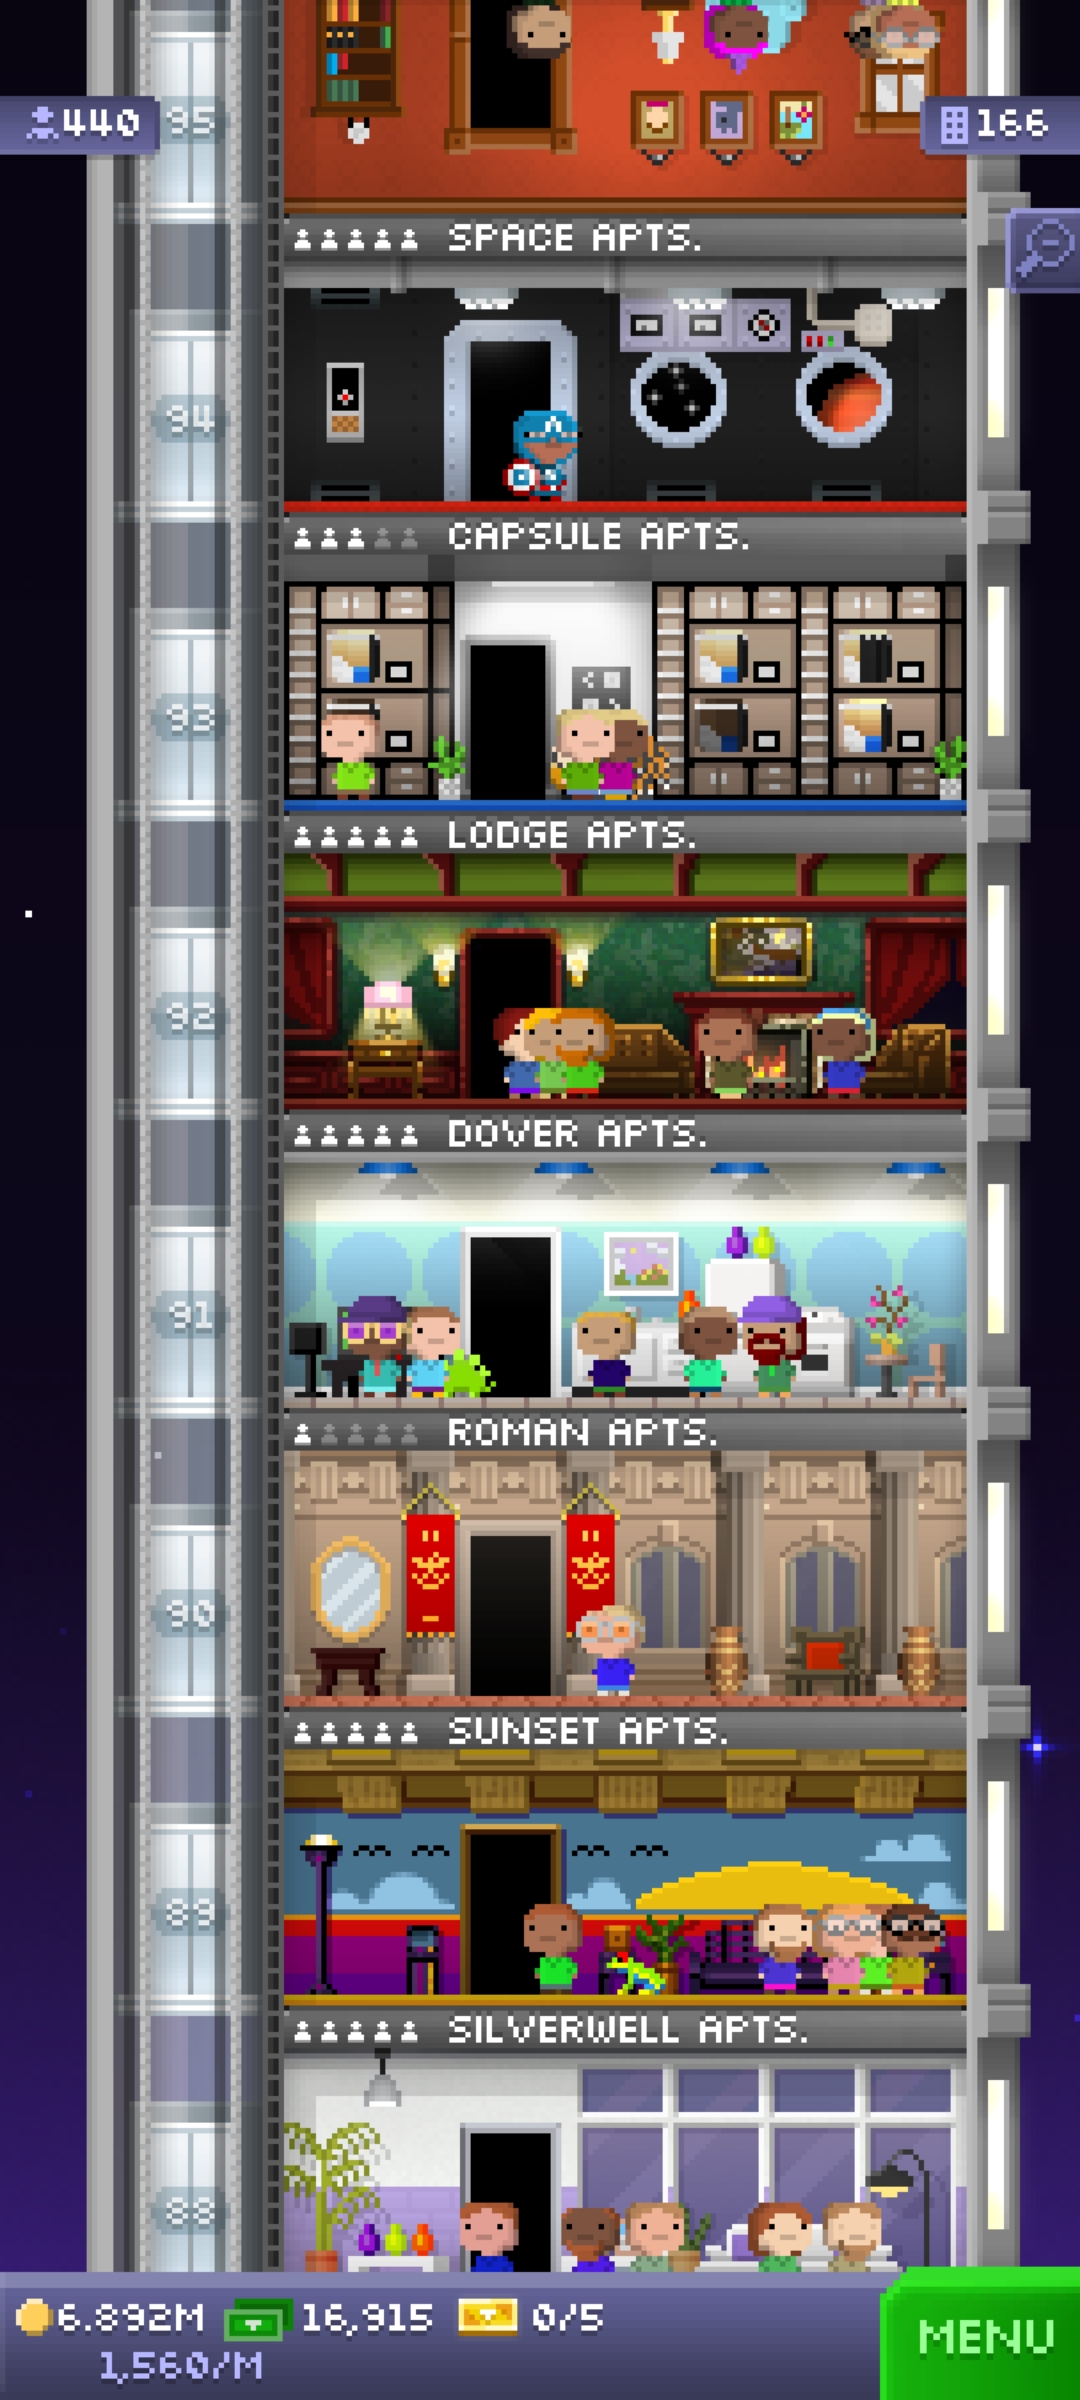 95
440
166
SPACE APTS.
94
CAPSULE APTS.
93
LODGE APTS.
92
DOVER APTS.
91
ROMAN APTS.
90
SUNSET APTS.
89
SILVERWELL APTS.
88
6.892M 16,915 0/5
1,560/M
MENU